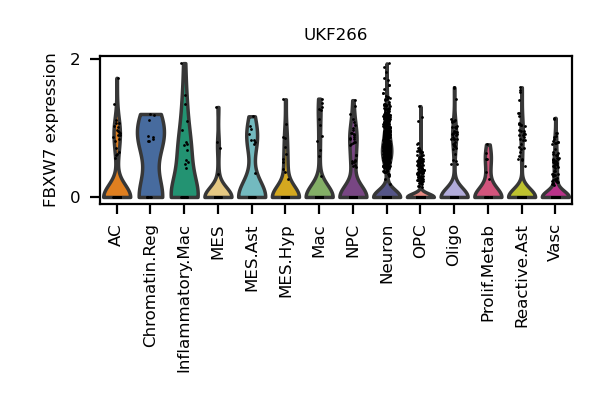 UKF266
FBXW7 expression
2
0
AC
Chromatin.Reg
Inflammatory.Mac
MES
MES.Ast
MES.Hyp
Mac
NPC
Neuron
OPC
Oligo
Prolif.Metab
Reactive.Ast
Vasc